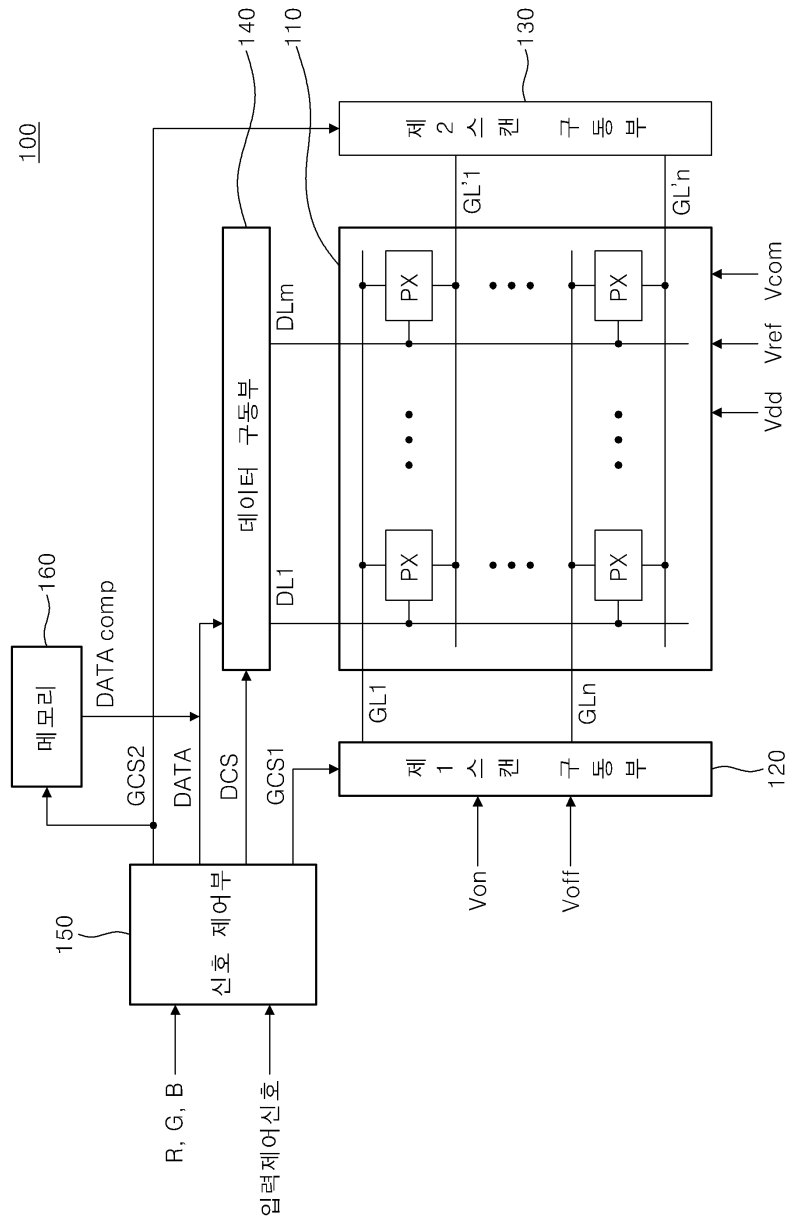 100
R, G, B
입력제어신호
150
신호 제어부
메모리
160
GCS2
DATA comp
DATA
DCS
GCS1
데이터 구동부
140
110
DL1
DLm
Von
Voff
제1스캔 구동부
120
GL1
GLn
PX
PX
PX
PX
GL'1
GL'n
제2스캔 구동부
130
Vdd
Vref
Vcom